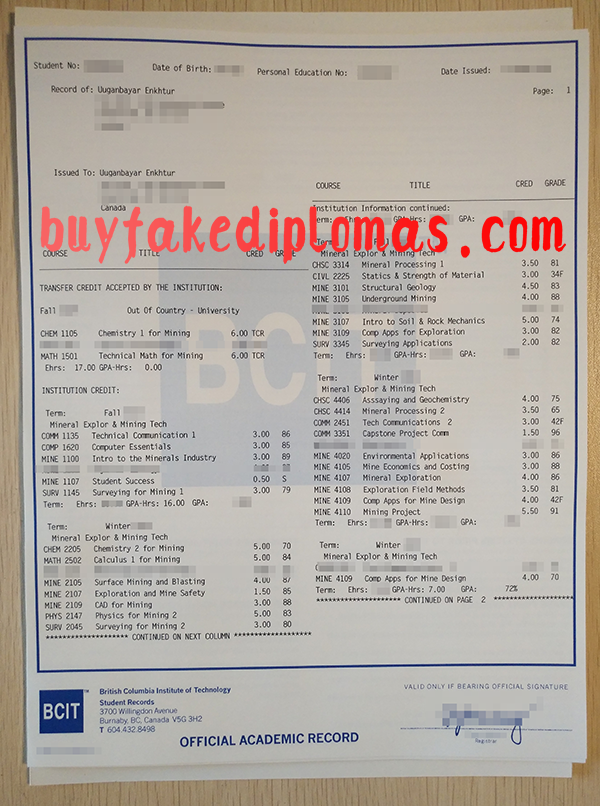 Student No: Date of Birth: Personal Education No: Date Issued:
Record of: Uuganbayar Enkhtur Page: 1
Issued To: Uuganbayar Enkhtur
Canada
buyfakediplomas.com
COURSE TITLE CRED GRADE
TRANSFER CREDIT ACCEPTED BY THE INSTITUTION:
Fall Out Of Country - University
CHEM 1105 Chemistry 1 for Mining 6.00 TCR
MATH 1501 Technical Math for Mining 6.00 TCR
Ehrs: 17.00 GPA-Hrs: 0.00
INSTITUTION CREDIT:
Term: Fall
Mineral Explor & Mining Tech
COMM 1135 Technical Communication 1 3.00 86
COMP 1620 Computer Essentials 3.00 85
MINE 1100 Intro to the Minerals Industry 3.00 89
MINE 1107 Student Success 0.50 S
SURV 1145 Surveying for Mining 1 3.00 79
Term: Ehrs: GPA-Hrs: 16.00 GPA:
Term: Winter
Mineral Explor & Mining Tech
CHEM 2205 Chemistry 2 for Mining 5.00 70
MATH 2502 Calculus 1 for Mining 5.00 84
MINE 2105 Surface Mining and Blasting 4.00 87
MINE 2107 Exploration and Mine Safety 1.50 85
MINE 2109 CAD for Mining 3.00 88
PHYS 2147 Physics for Mining 2 5.00 83
SURV 2045 Surveying for Mining 2 3.00 80
******************** CONTINUED ON NEXT COLUMN *******************
COURSE TITLE CRED GRADE
Institution Information continued:
Term: Ehrs: GPA-Hrs: GPA:
Term: Fall
Mineral Explor & Mining Tech
CHSC 3314 Mineral Processing 1 3.50 81
CIVL 2225 Statics & Strength of Material 3.00 34F
MINE 3101 Structural Geology 4.50 83
MINE 3105 Underground Mining 4.00 88
MINE 3107 Intro to Soil & Rock Mechanics 5.00 74
MINE 3109 Comp Apps for Exploration 3.00 82
SURV 3345 Surveying Applications 2.00 82
Term: Ehrs: GPA-Hrs: GPA:
Term: Winter
Mineral Explor & Mining Tech
CHSC 4406 Asssaying and Geochemistry 4.00 75
CHSC 4414 Mineral Processing 2 3.50 65
COMM 2451 Tech Communications 2 3.00 42F
COMM 3351 Capstone Project Comm 1.50 96
MINE 4020 Environmental Applications 3.00 86
MINE 4105 Mine Economics and Costing 3.00 88
MINE 4107 Mineral Exploration 4.00 86
MINE 4108 Exploration Field Methods 3.50 81
MINE 4109 Comp Apps for Mine Design 4.00 42F
MINE 4110 Mining Project 5.50 91
Term: Ehrs: GPA-Hrs: GPA:
Term: Winter
Mineral Explor & Mining Tech
MINE 4109 Comp Apps for Mine Design 4.00 70
Term: Ehrs: GPA-Hrs: 7.00 GPA: 72%
******************** CONTINUED ON PAGE 2 *******************
BCIT
BCIT
British Columbia Institute of Technology
Student Records
3700 Willingdon Avenue
Burnaby, BC, Canada V5G 3H2
T 604.432.8498
OFFICIAL ACADEMIC RECORD
VALID ONLY IF BEARING OFFICIAL SIGNATURE
Registrar